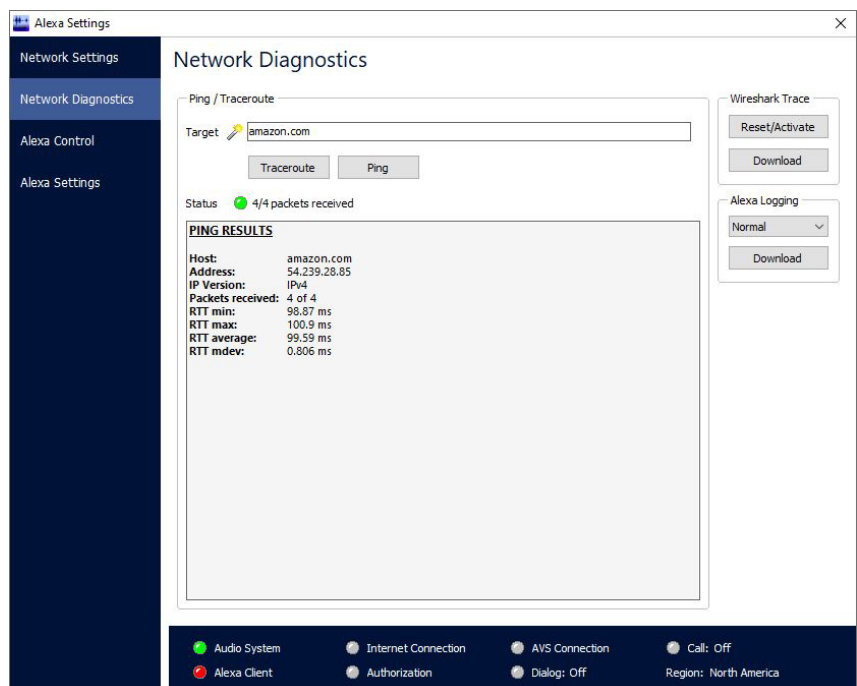 Alexa Settings
Network Settings
Network Diagnostics
Alexa Control
Alexa Settings
Network Diagnostics
Ping / Traceroute
Target amazon.com
Traceroute Ping
Status 4/4 packets received
PING RESULTS
Host: amazon.com
Address: 54.239.28.85
IP Version: IPv4
Packets received: 4 of 4
RTT min: 98.87 ms
RTT max: 100.9 ms
RTT average: 99.59 ms
RTT mdev: 0.806 ms
Wireshark Trace
Reset/Activate
Download
Alexa Logging
Normal
Download
Audio System Internet Connection AVS Connection Call: Off
Alexa Client Authorization Dialog: Off Region: North America